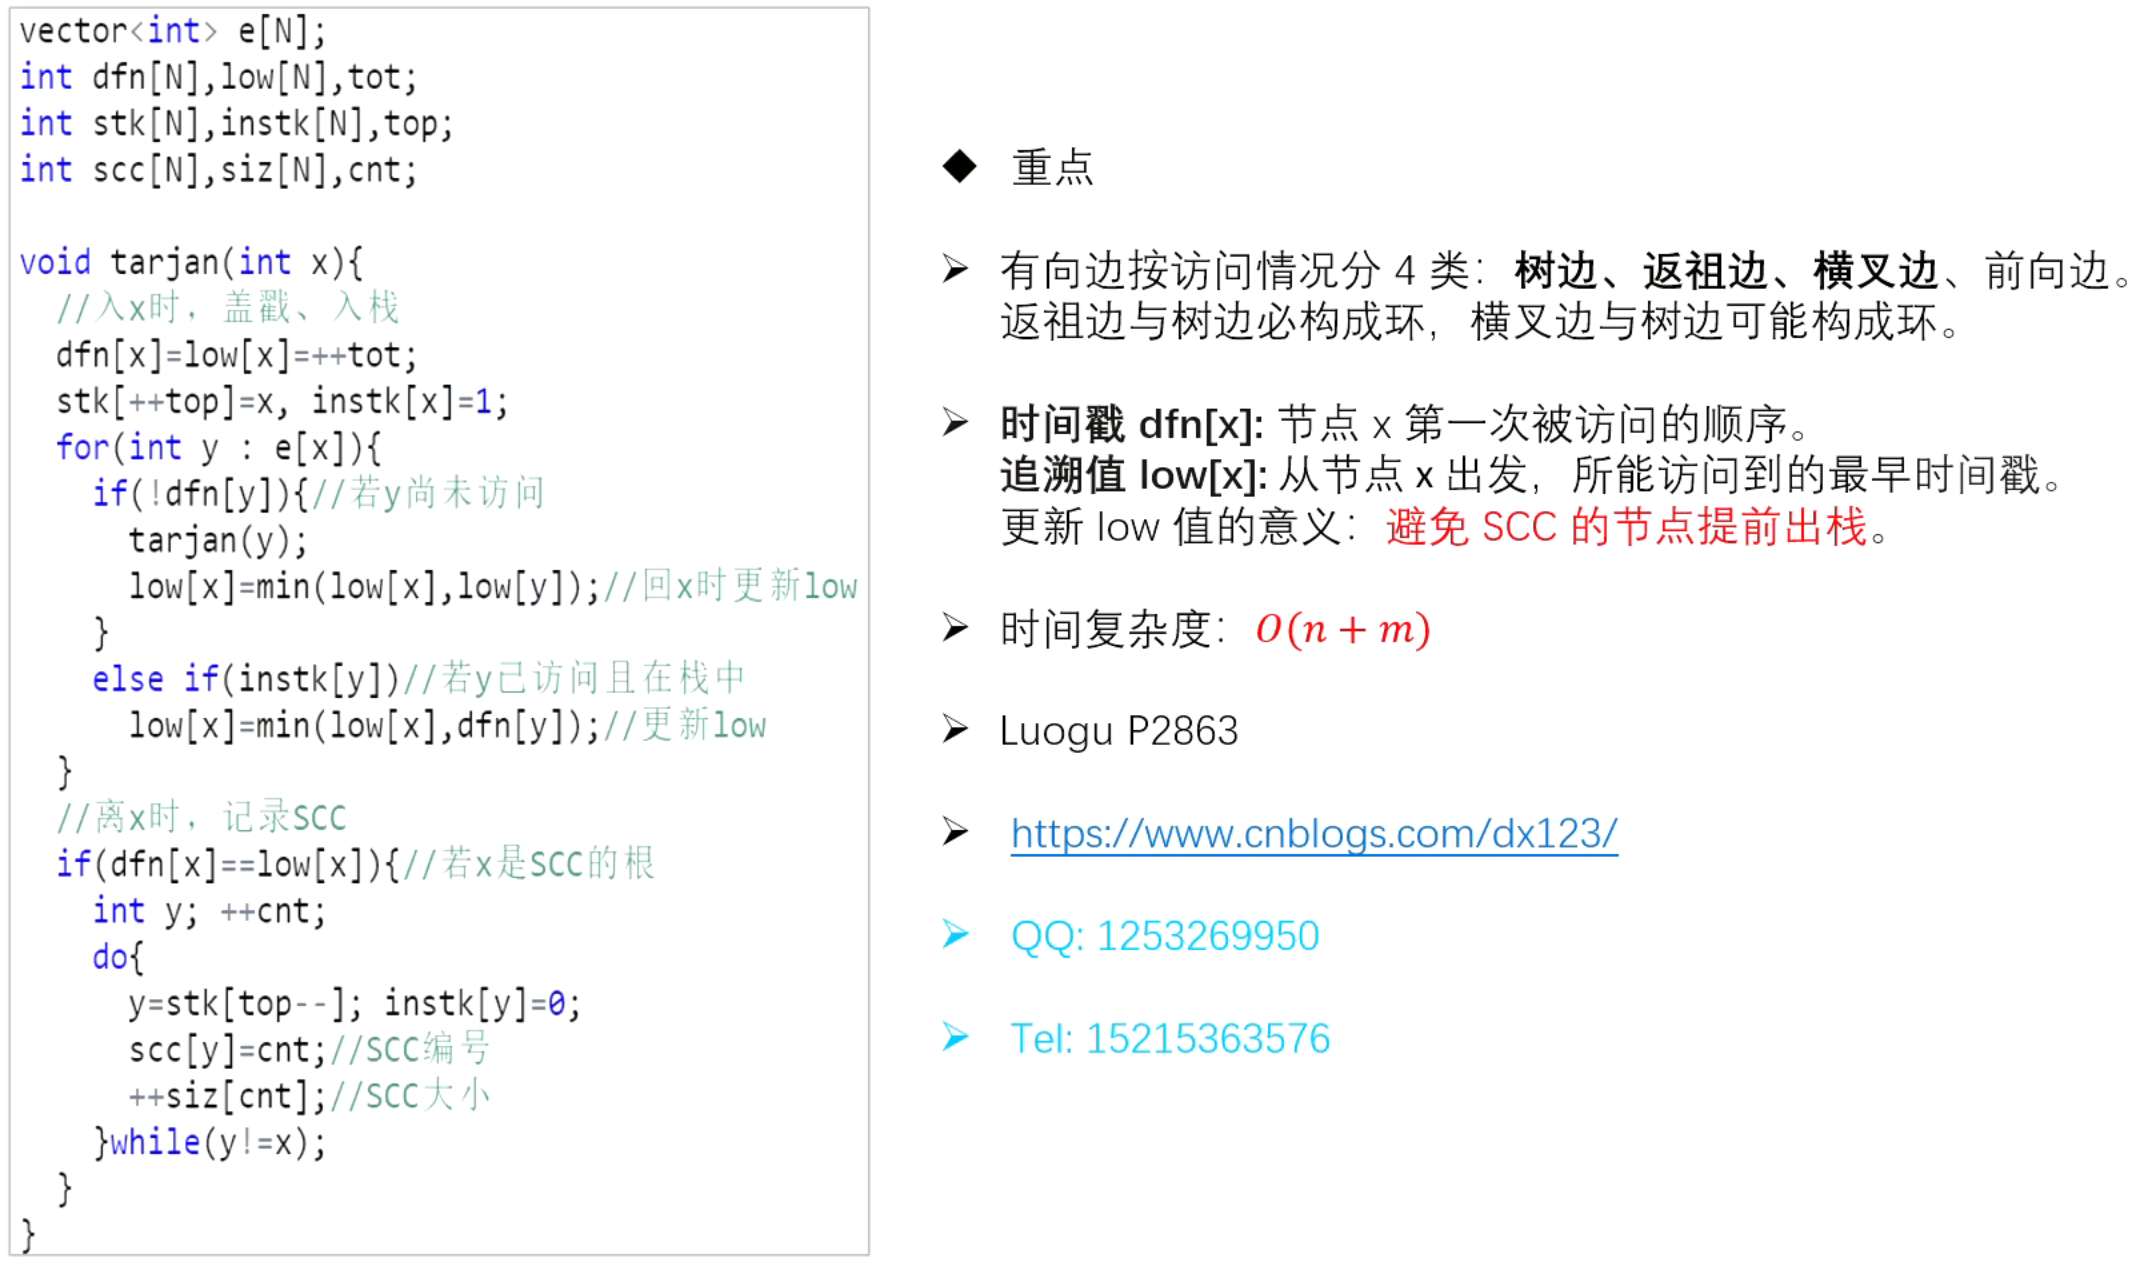 vector<int> e[N];
int dfn[N],low[N],tot;
int stk[N],instk[N],top;
int scc[N],siz[N],cnt;
void tarjan(int x){
//入x时，盖戳、入栈
dfn[x]=low[x]=++tot;
stk[++top]=x, instk[x]=1;
for(int y : e[x]){
if(!dfn[y]){//若y尚未访问
tarjan(y);
low[x]=min(low[x],low[y]);//回x时更新low
}
else if(instk[y])//若y已访问且在栈中
low[x]=min(low[x],dfn[y]);//更新low
}
//离x时，记录SCC
if(dfn[x]==low[x]){//若x是SCC的根
int y; ++cnt;
do{
y=stk[top--]; instk[y]=0;
scc[y]=cnt;//SCC编号
++siz[cnt];//SCC大小
}while(y!=x);
}
}
◆ 重点
➢ 有向边按访问情况分 4 类：树边、返祖边、横叉边、前向边。
返祖边与树边必构成环，横叉边与树边可能构成环。
➢ 时间戳 dfn[x]: 节点 x 第一次被访问的顺序。
追溯值 low[x]: 从节点 x 出发，所能访问到的最早时间戳。
更新 low 值的意义：避免 SCC 的节点提前出栈。
➢ 时间复杂度：O(n + m)
➢ Luogu P2863
➢ https://www.cnblogs.com/dx123/
➢ QQ: 1253269950
➢ Tel: 15215363576